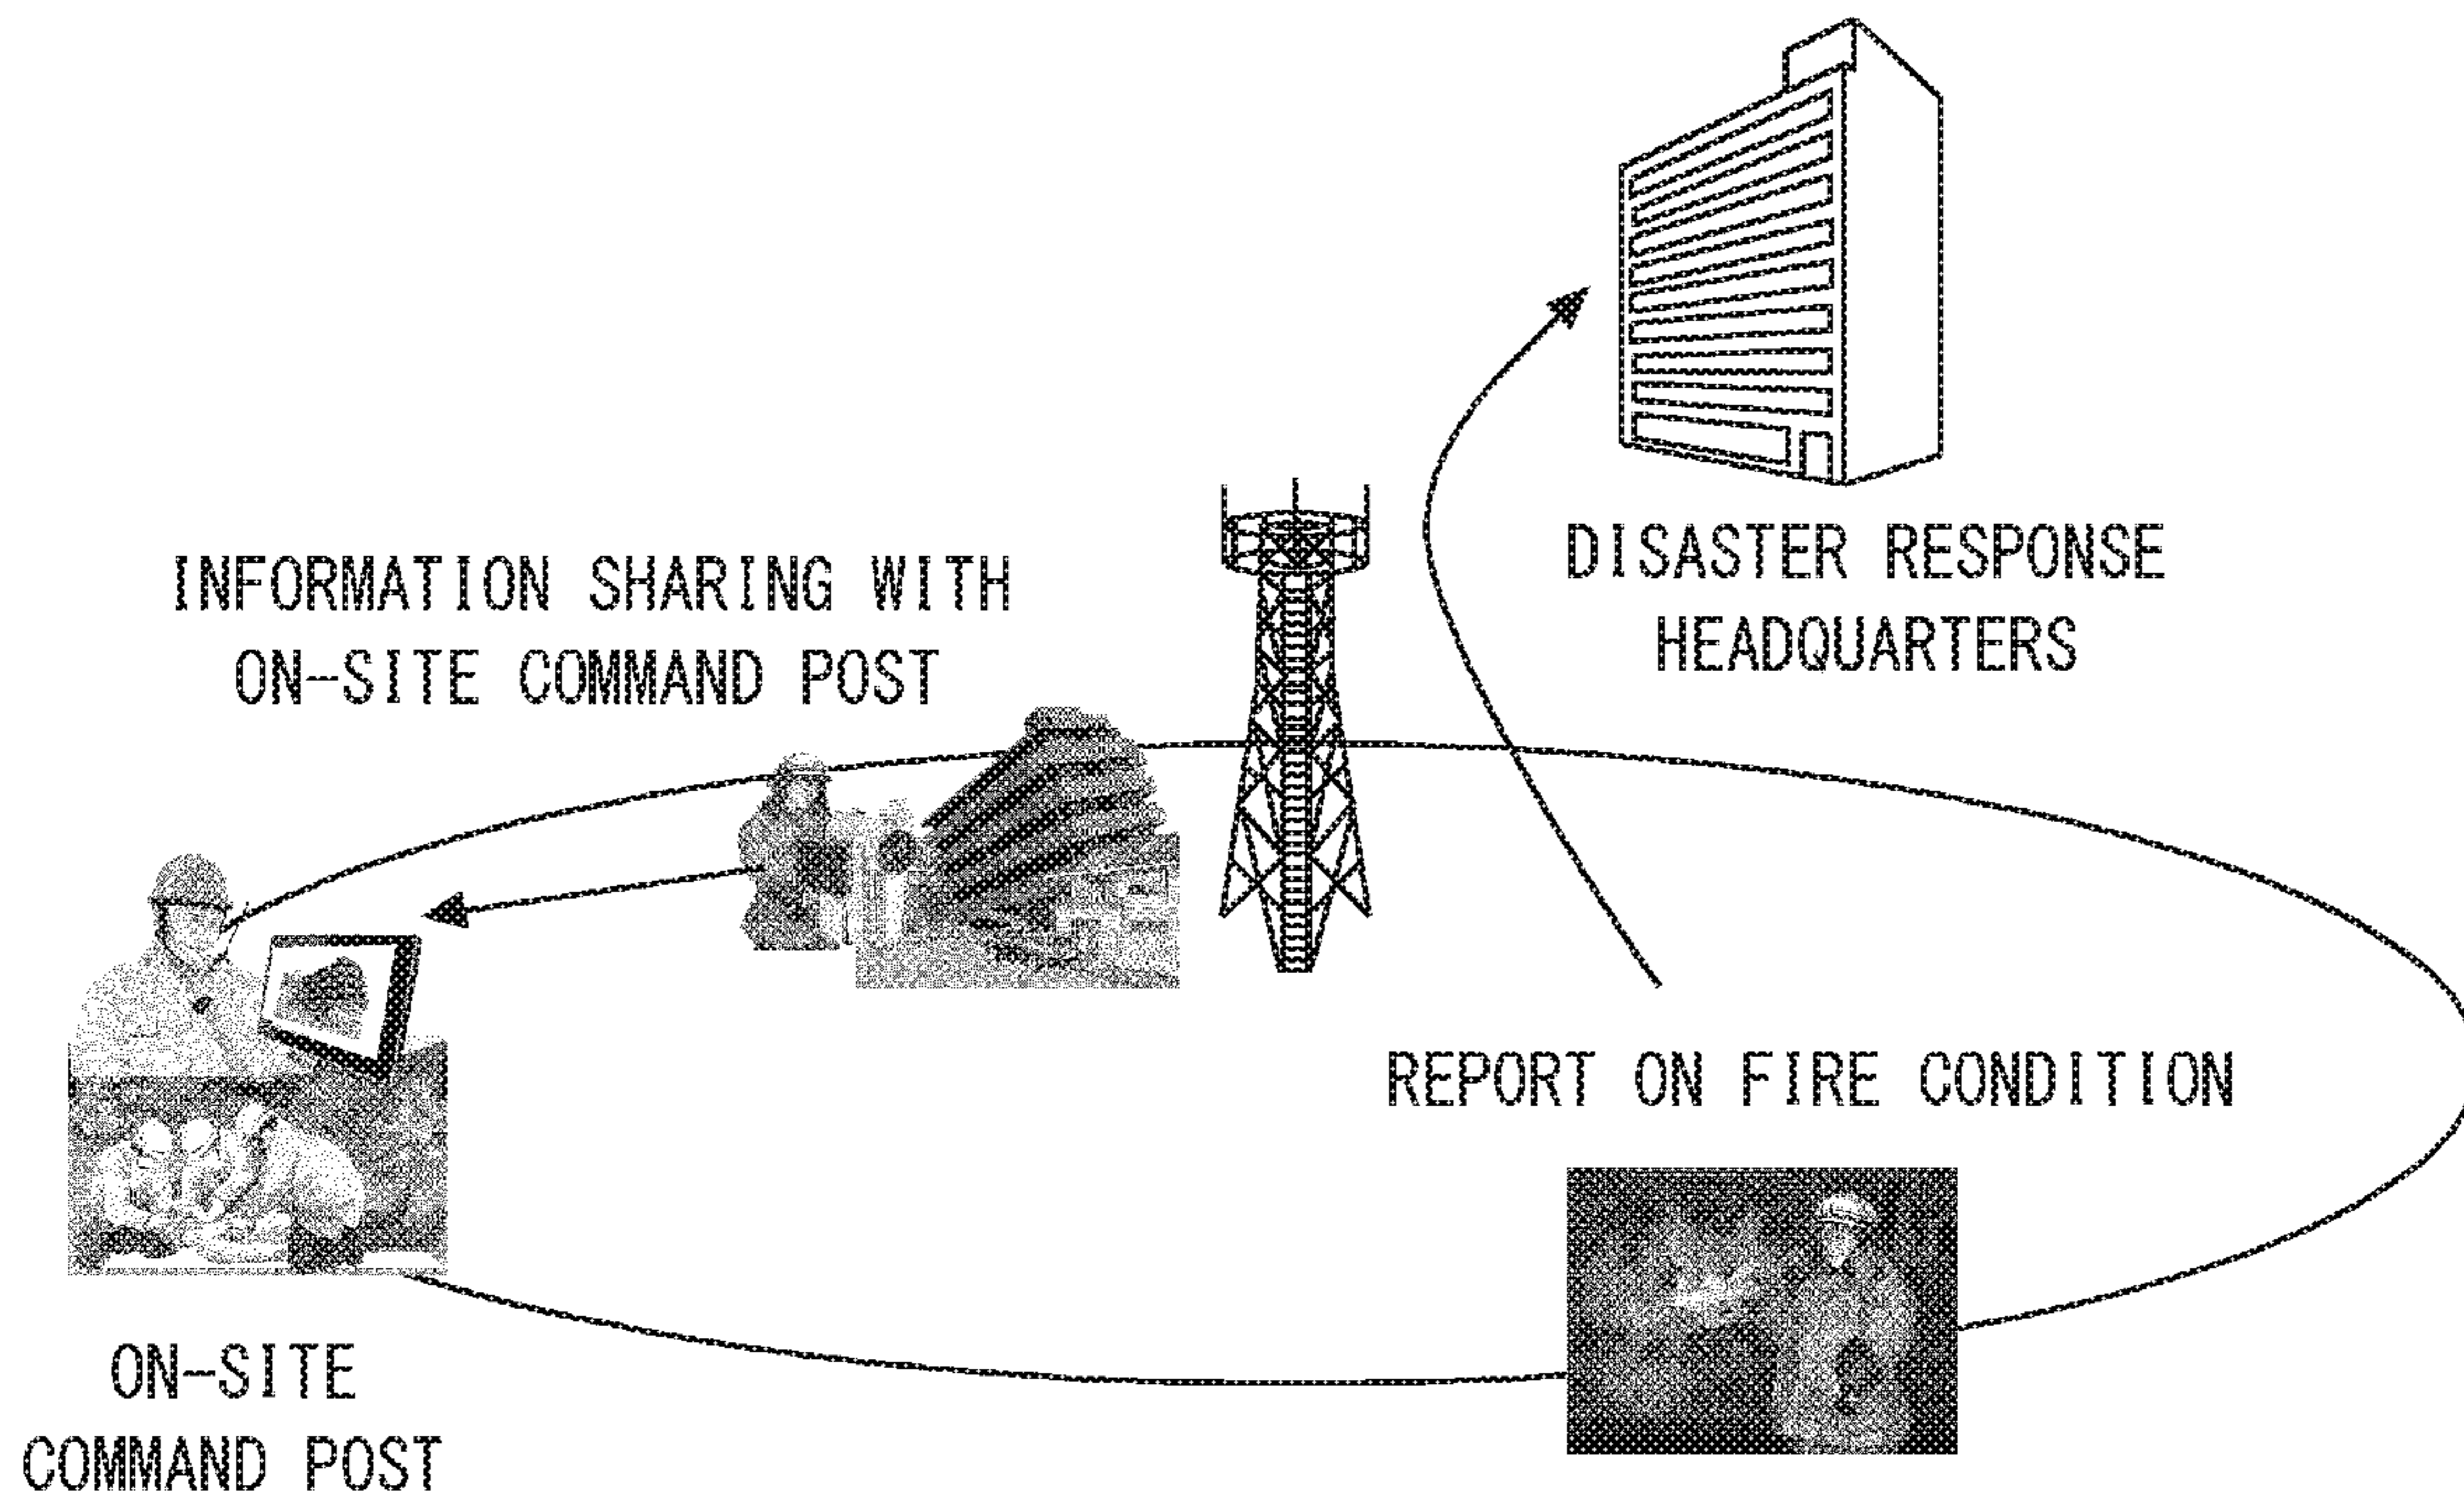 DISASTER RESPONSE
HEADQUARTERS
INFORMATION SHARING WITH
ON-SITE COMMAND POST
REPORT ON FIRE CONDITION
ON-SITE
COMMAND POST